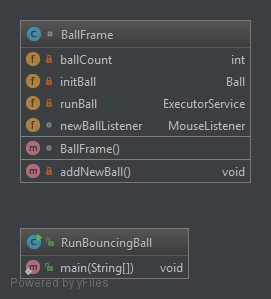 BallFrame
ballCount int
initBall Ball
runBall ExecutorService
newBallListener MouseListener
BallFrame()
addNewBall() void
RunBouncingBall
main(String[]) void
Powered by yFiles